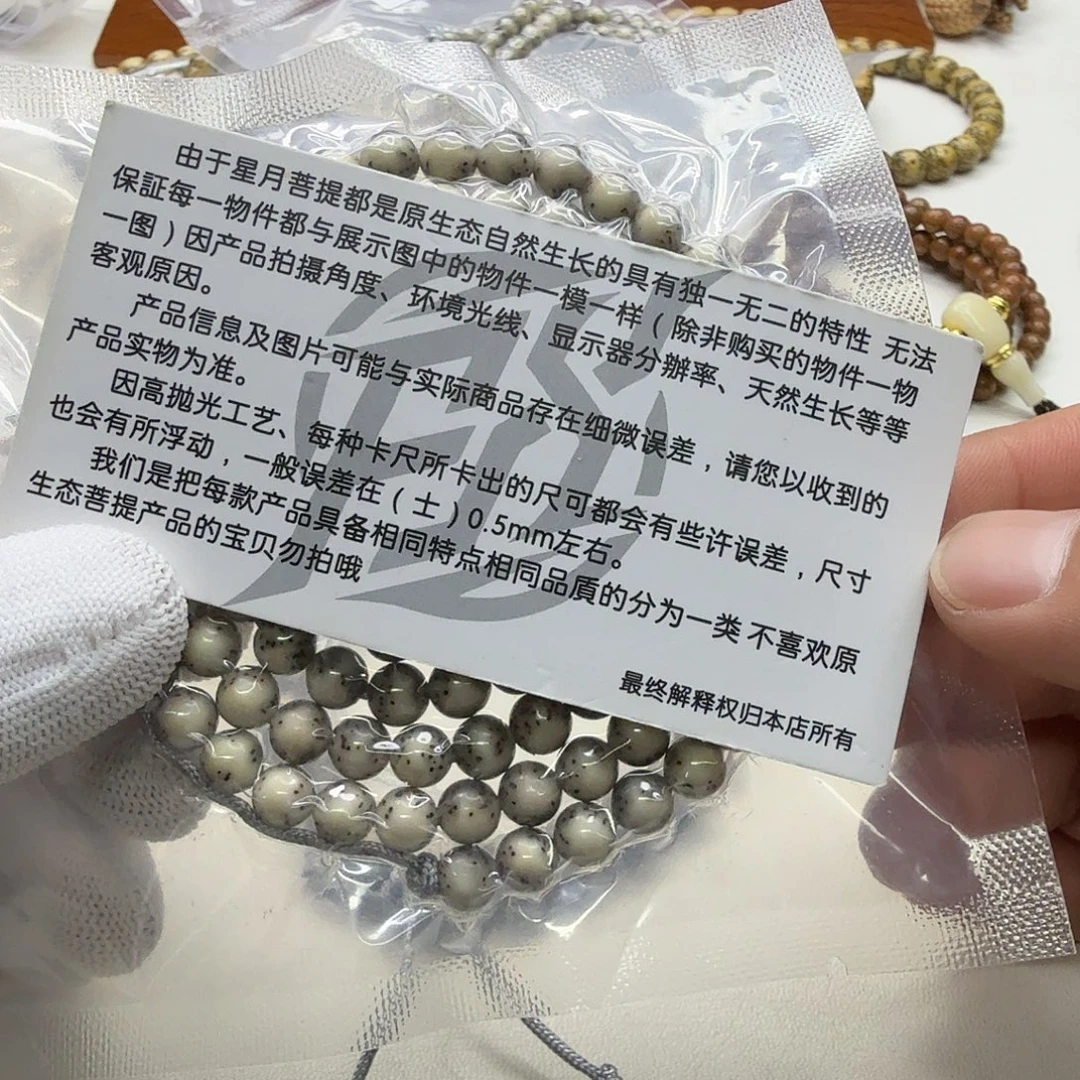 由于星月菩提都是原生态自然生长的具有独一无二的特性 无法
保証每一物件都与展示图中的物件一模一样（除非购买的物件一物
一图）因产品拍摄角度、环境光线、显示器分辨率、天然生长等等
客观原因。
产品信息及图片可能与实际商品存在细微误差，请您以收到的
产品实物为准。
因高抛光工艺、每种卡尺所卡出的尺可都会有些许误差，尺寸
也会有所浮动，一般误差在（士）0.5mm左右。
我们是把每款产品具备相同特点相同品質的分为一类 不喜欢原
生态菩提产品的宝贝勿拍哦
最终解释权归本店所有